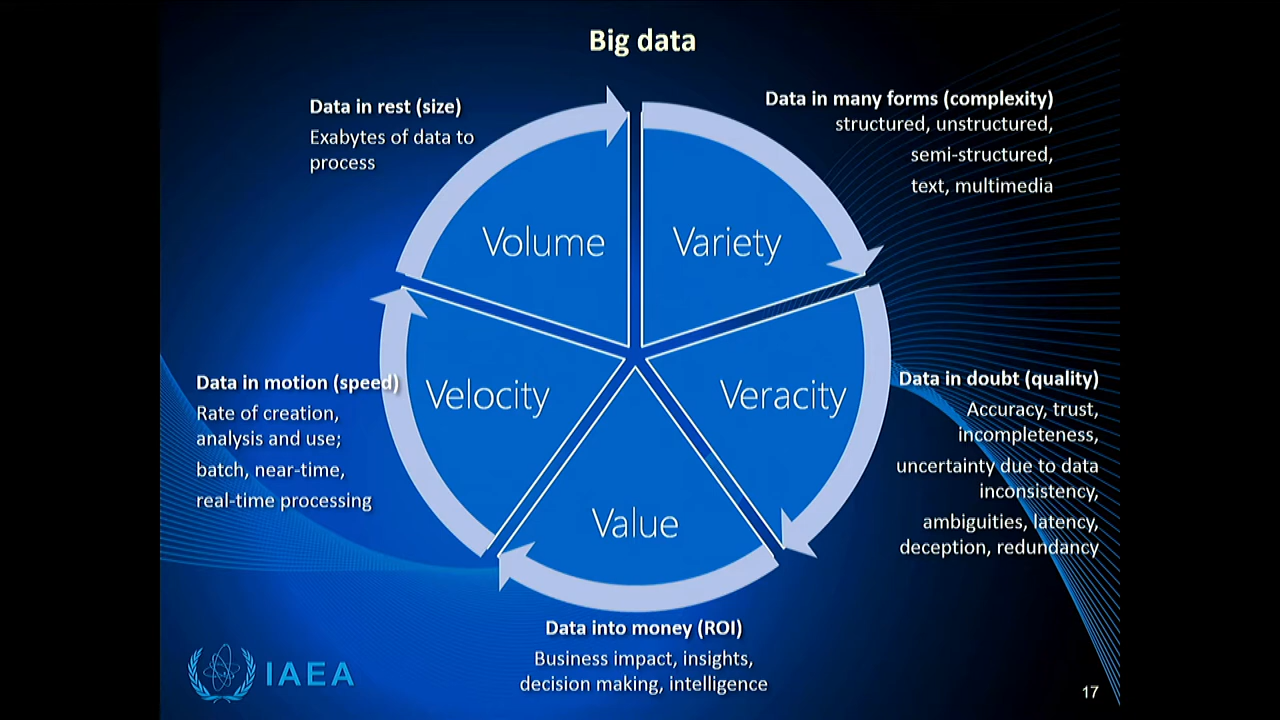 Big data
Data in rest (size)
Exabytes of data to
process
Data in many forms (complexity)
structured, unstructured,
semi-structured,
text, multimedia
Volume
Variety
Data in motion (speed)
Rate of creation,
analysis and use;
batch, near-time,
real-time processing
Velocity
Veracity
Data in doubt (quality)
Accuracy, trust,
incompleteness,
uncertainty due to data
inconsistency,
ambiguities, latency,
deception, redundancy
Value
Data into money (ROI)
Business impact, insights,
decision making, intelligence
IAEA
17